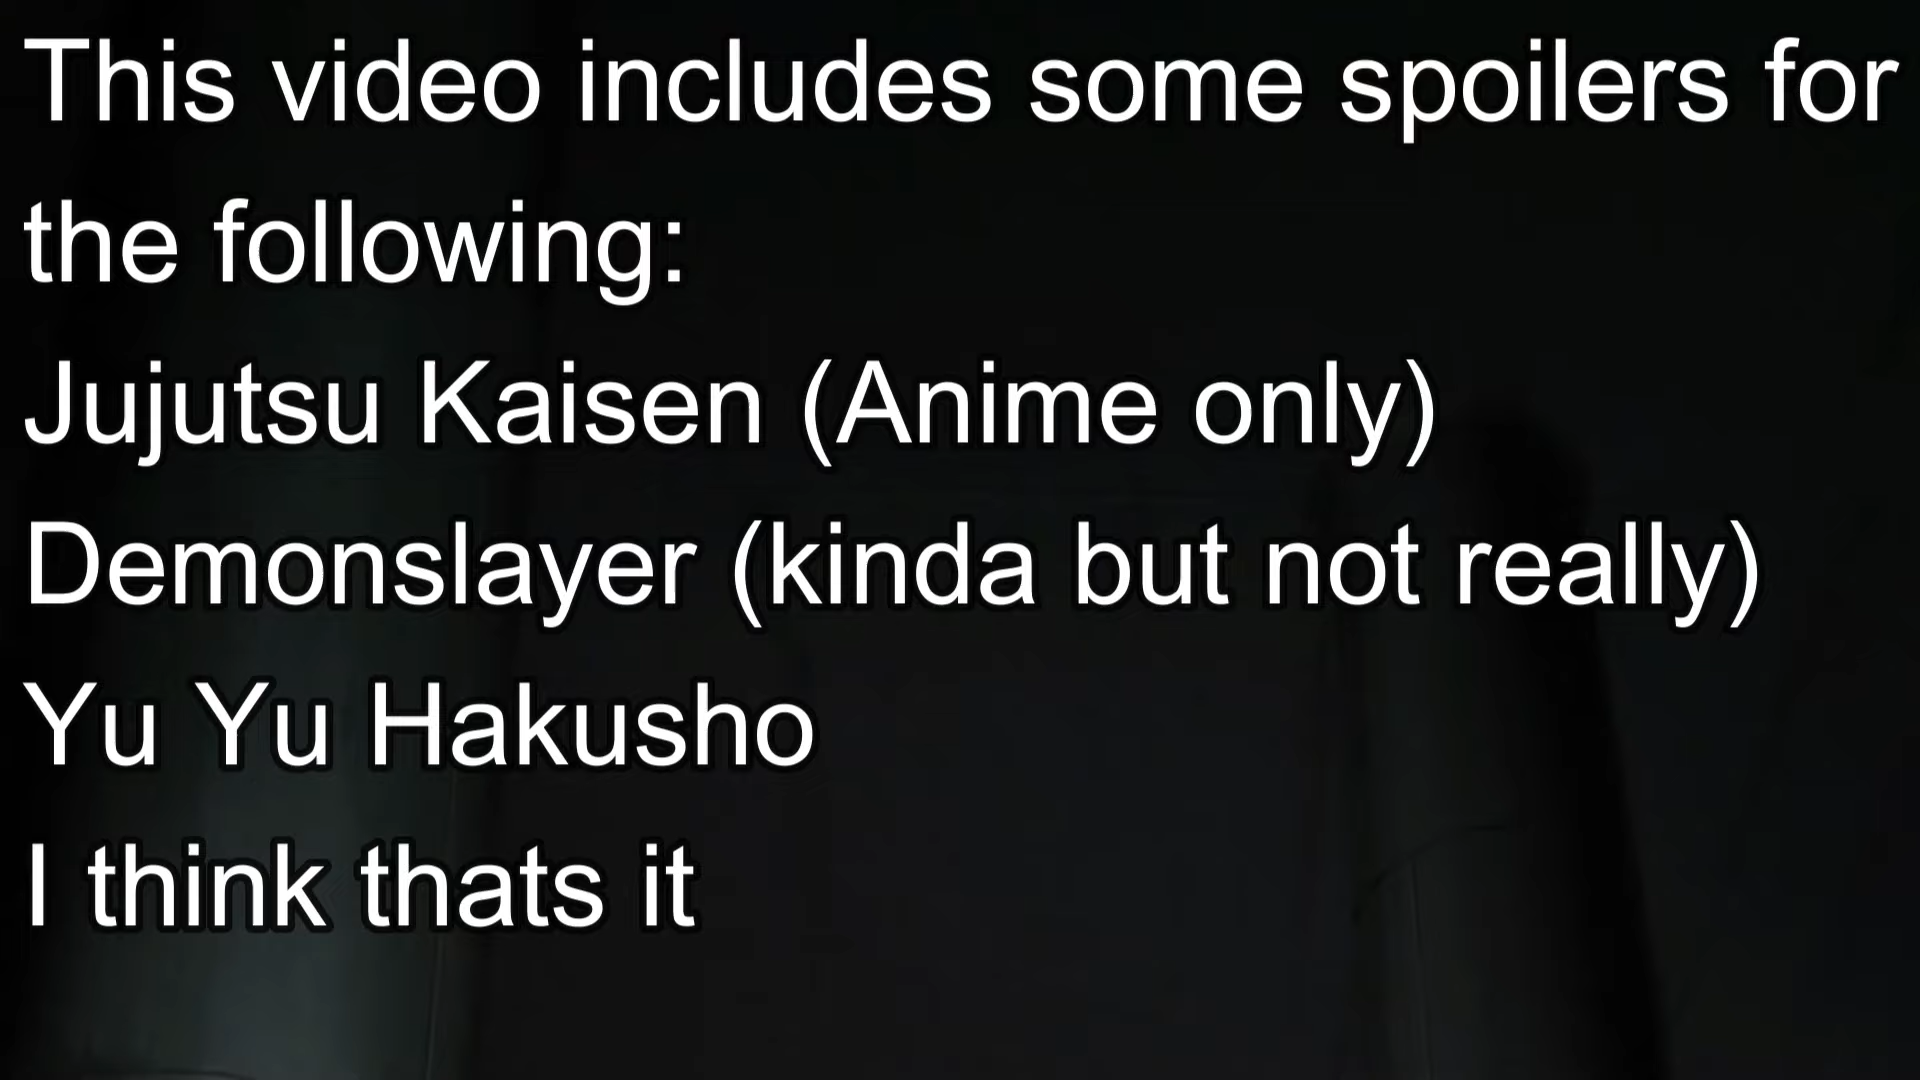 This video includes some spoilers for
the following:
Jujutsu Kaisen (Anime only)
Demonslayer (kinda but not really)
Yu Yu Hakusho
I think thats it